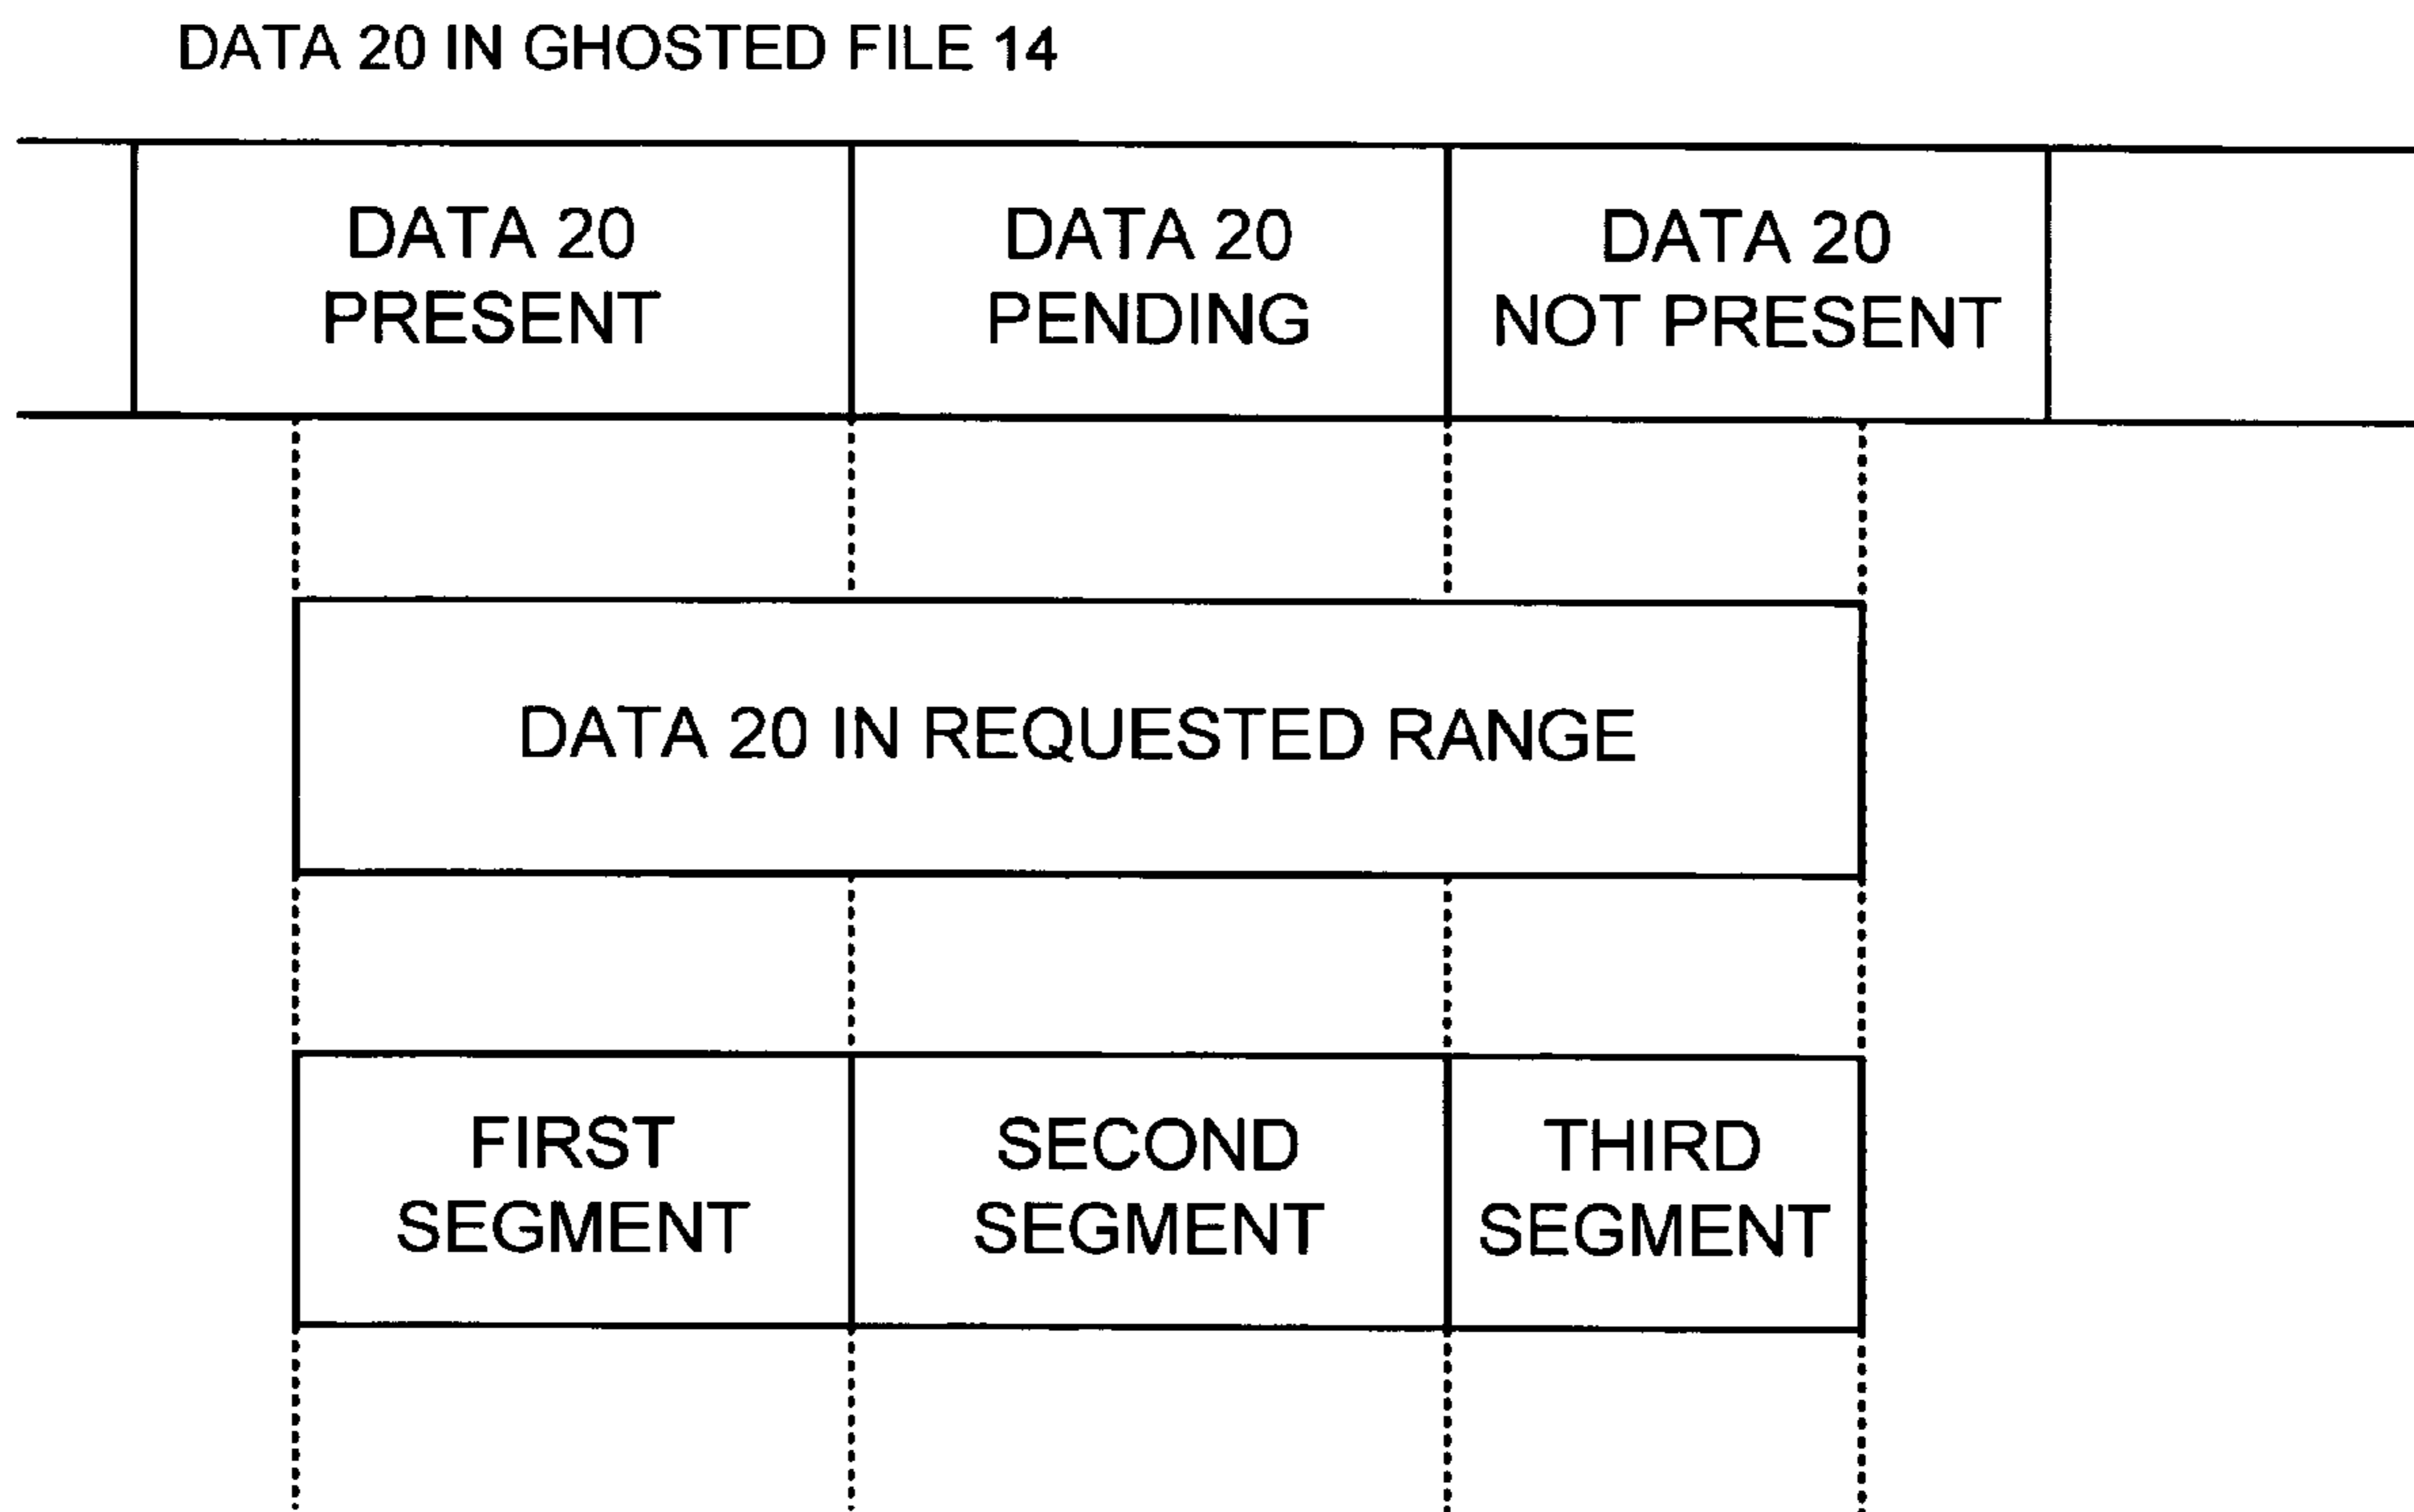 DATA 20 IN GHOSTED FILE 14
DATA 20
PRESENT
DATA 20
PENDING
DATA 20
NOT PRESENT
DATA 20 IN REQUESTED RANGE
FIRST
SEGMENT
SECOND
SEGMENT
THIRD
SEGMENT